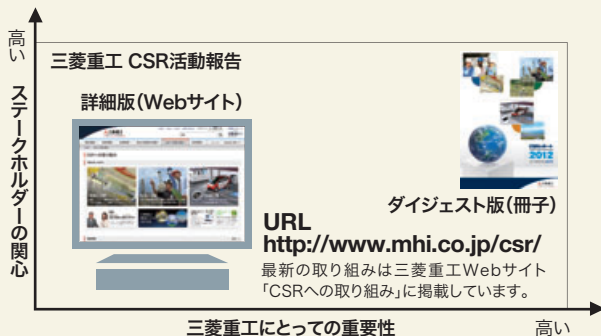 高い
ステークホルダーの関心
三菱重工 CSR活動報告
詳細版(Webサイト)
2012
ダイジェスト版(冊子)
URL
http://www.mhi.co.jp/csr/
最新の取り組みは三菱重工Webサイト
「CSRへの取り組み」に掲載しています。
三菱重工にとっての重要性
高い